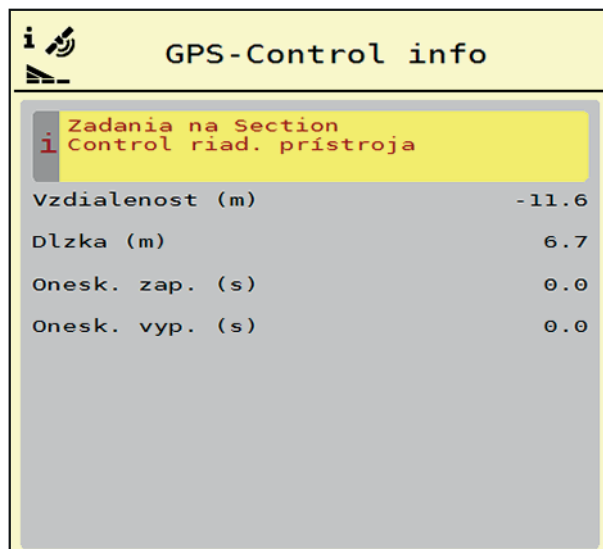 i
GPS-Control info
i
Zadania na Section
Control riad. prístroja
Vzdialenost (m) -11.6
Dlzka (m) 6.7
Onesk. zap. (s) 0.0
Onesk. vyp. (s) 0.0